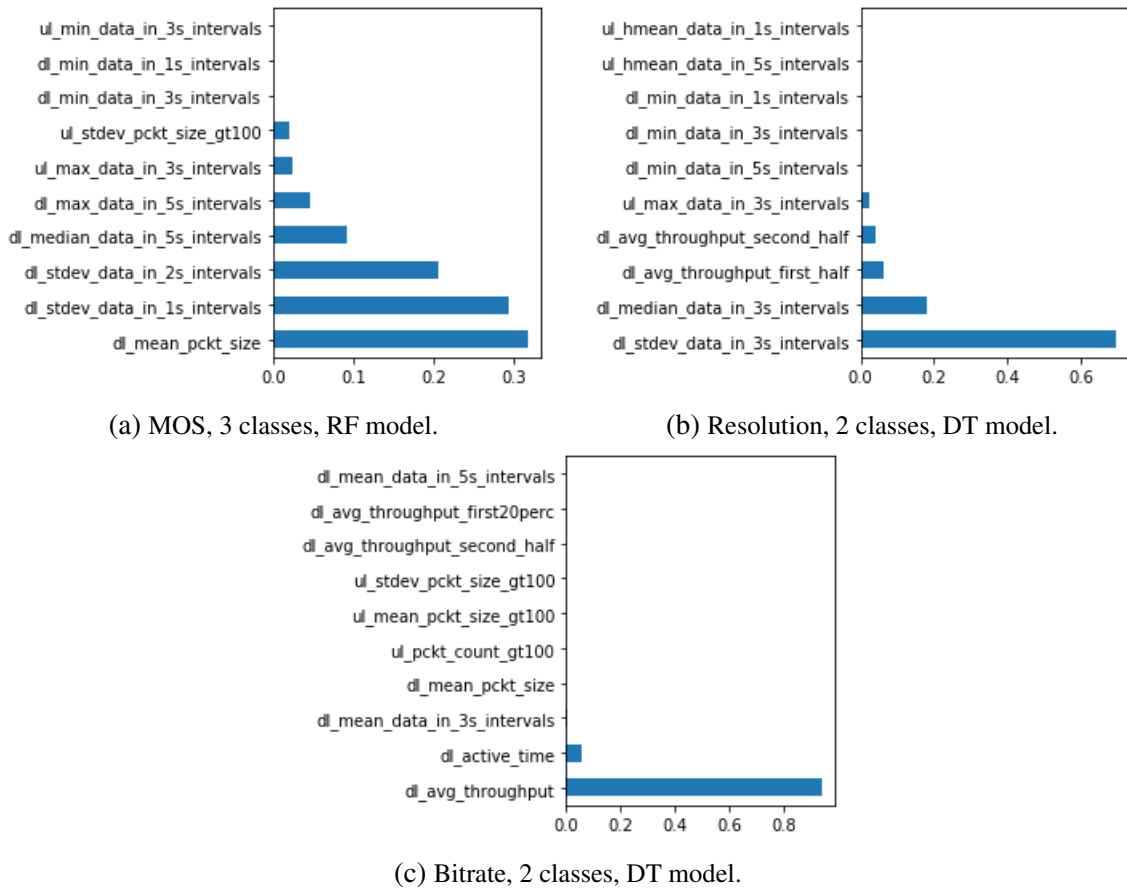 ul_min_data_in_3s_intervals
dl_min_data_in_1s_intervals
dl_min_data_in_3s_intervals
ul_stdev_pckt_size_gt100
ul_max_data_in_3s_intervals
dl_max_data_in_5s_intervals
dl_median_data_in_5s_intervals
dl_stdev_data_in_2s_intervals
dl_stdev_data_in_1s_intervals
dl_mean_pckt_size
0.0 0.1 0.2 0.3
(a) MOS, 3 classes, RF model.
ul_hmean_data_in_1s_intervals
ul_hmean_data_in_5s_intervals
dl_min_data_in_1s_intervals
dl_min_data_in_3s_intervals
dl_min_data_in_5s_intervals
ul_max_data_in_3s_intervals
dl_avg_throughput_second_half
dl_avg_throughput_first_half
dl_median_data_in_3s_intervals
dl_stdev_data_in_3s_intervals
0.0 0.2 0.4 0.6
(b) Resolution, 2 classes, DT model.
dl_mean_data_in_5s_intervals
dl_avg_throughput_first20perc
dl_avg_throughput_second_half
ul_stdev_pckt_size_gt100
ul_mean_pckt_size_gt100
ul_pckt_count_gt100
dl_mean_pckt_size
dl_mean_data_in_3s_intervals
dl_active_time
dl_avg_throughput
0.0 0.2 0.4 0.6 0.8
(c) Bitrate, 2 classes, DT model.